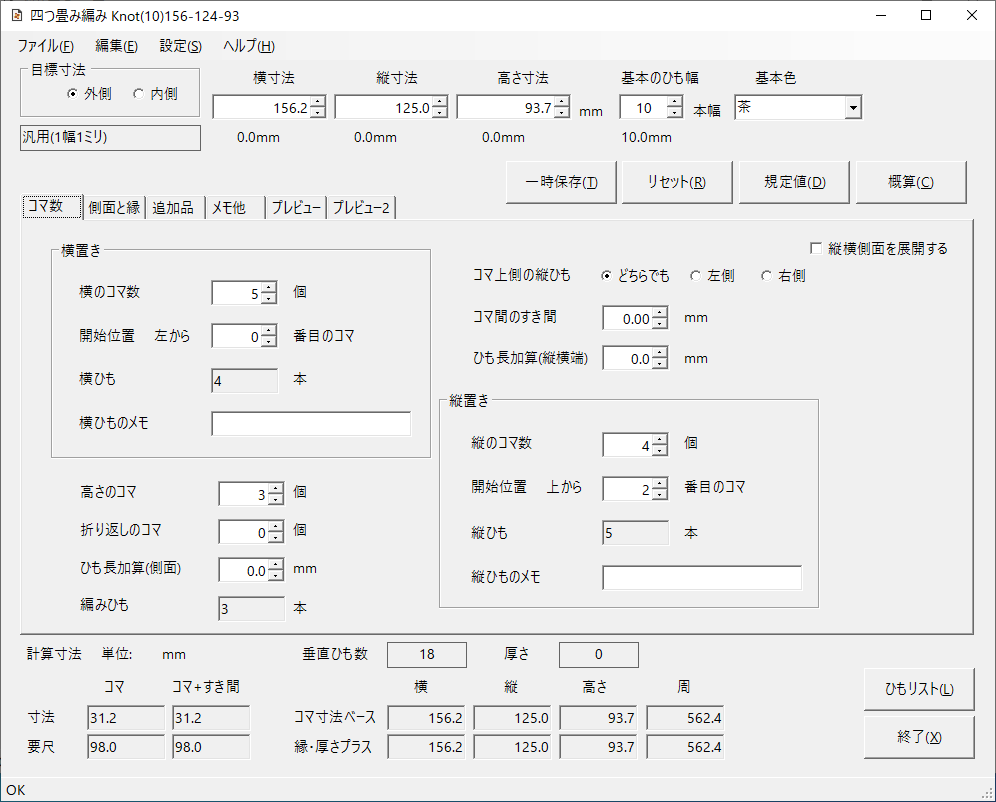 四つ畳み編み Knot(10)156-124-93
ファイル(F) 編集(E) 設定(S) ヘルプ(H)
目標寸法 横寸法 縦寸法 高さ寸法 基本のひも幅 基本色
外側 内側 156.2 125.0 93.7 mm 10 本幅 茶
汎用(1幅1ミリ) 0.0mm 0.0mm 0.0mm 10.0mm
一時保存(T) リセット(R) 規定値(D) 概算(C)
コマ数 側面と縁 追加品 メモ他 プレビュー プレビュー2
横置き
縦横側面を展開する
コマ上側の縦ひも どちらでも 左側 右側
横のコマ数 5 個
コマ間のすき間 0.00 mm
開始位置 左から 0 番目のコマ
ひも長加算(縦横端) 0.0 mm
横ひも 4 本
横ひものメモ
縦置き
縦のコマ数 4 個
開始位置 上から 2 番目のコマ
縦ひも 5 本
縦ひものメモ
高さのコマ 3 個
折り返しのコマ 0 個
ひも長加算(側面) 0.0 mm
編みひも 3 本
計算寸法 単位: mm 垂直ひも数 18 厚さ 0
コマ コマ+すき間 横 縦 高さ 周
寸法 31.2 31.2 コマ寸法ベース 156.2 125.0 93.7 562.4
要尺 98.0 98.0 縁・厚さプラス 156.2 125.0 93.7 562.4
ひもリスト(L)
終了(X)
OK